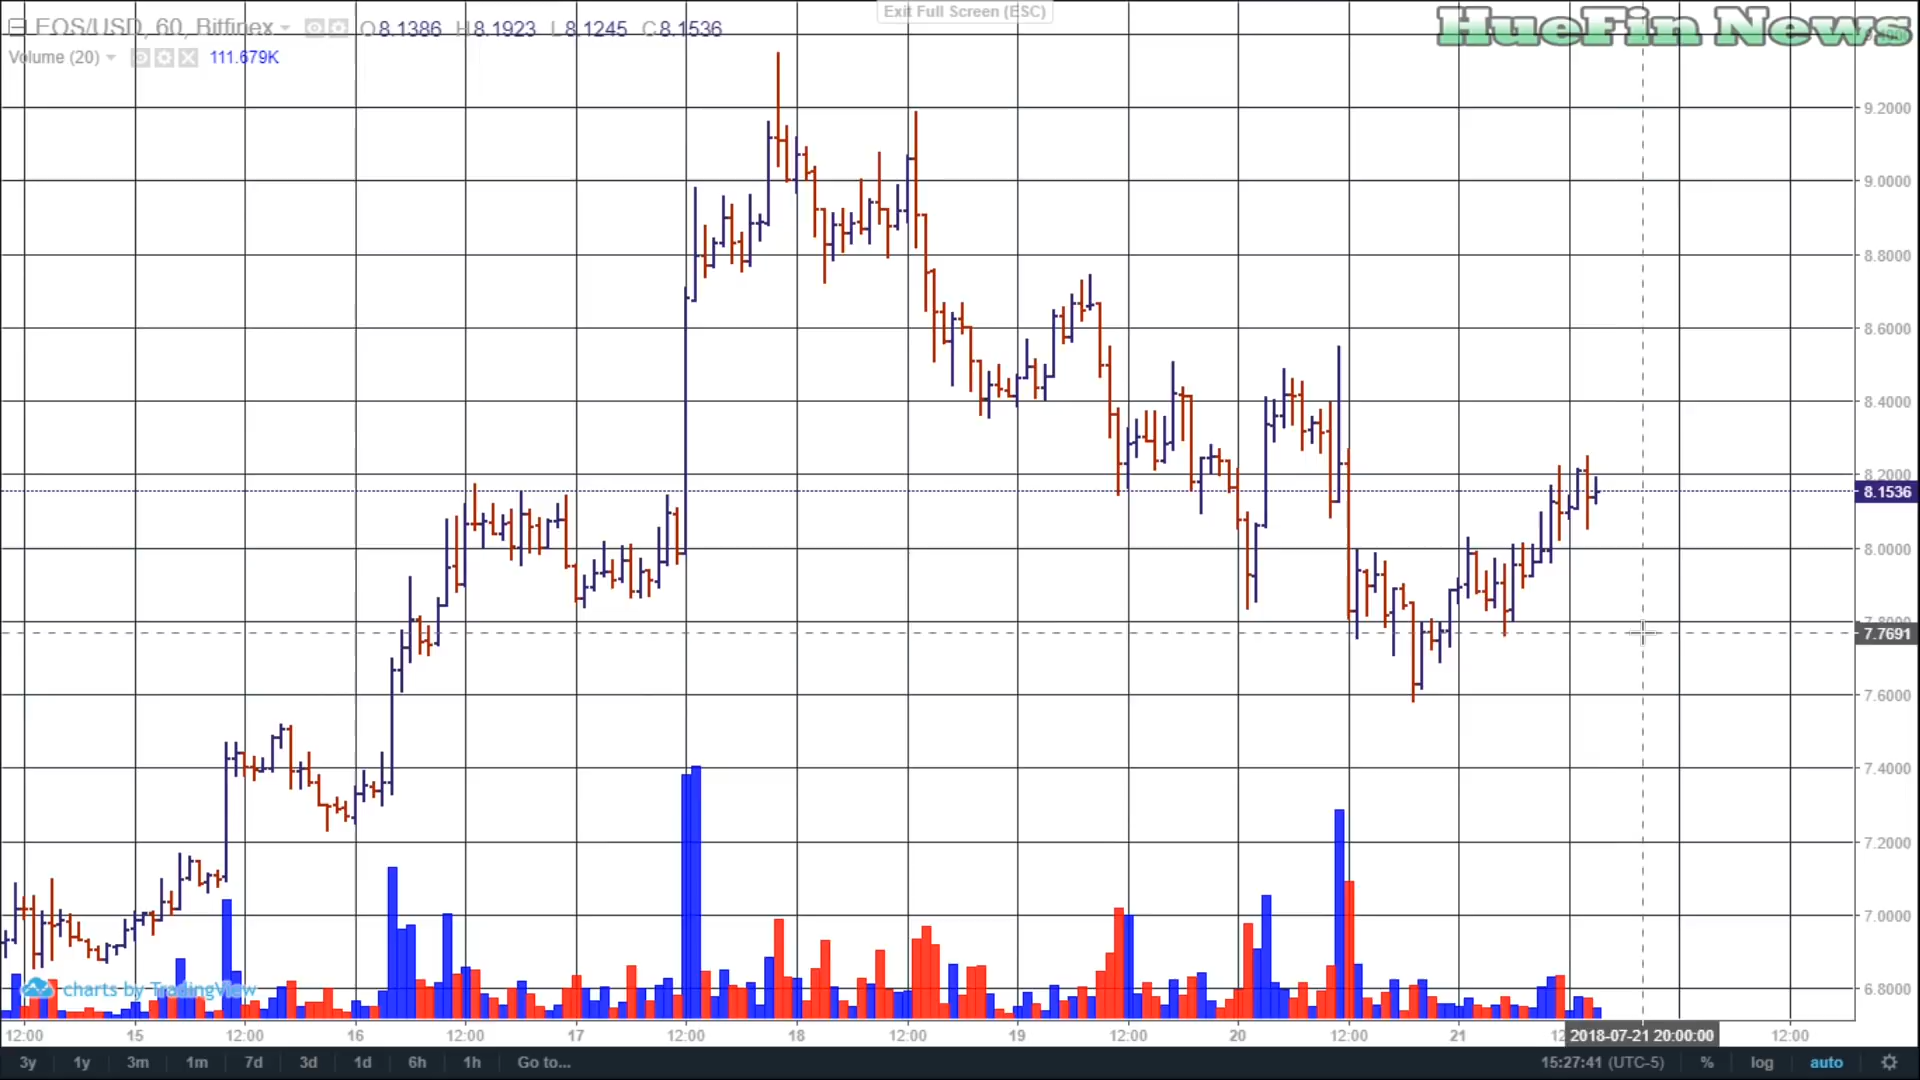 Exit Full Screen (ESC)
HueFin News
EOS/USD, 60, Bitfinex O8.1386 H8.1923 L8.1245 C8.1536
Volume (20) 111.679K
9.2000
9.0000
8.8000
8.6000
8.4000
8.2000
8.1536
8.0000
7.7691
7.6000
7.4000
7.2000
7.0000
6.8000
charts by TradingView
12:00 15 12:00 16 12:00 17 12:00 18 12:00 19 12:00 20 12:00 21 2018-07-21 20:00:00 12:00
3y 1y 3m 1m 7d 3d 1d 6h 1h Go to... 15:27:41 (UTC-5) % log auto